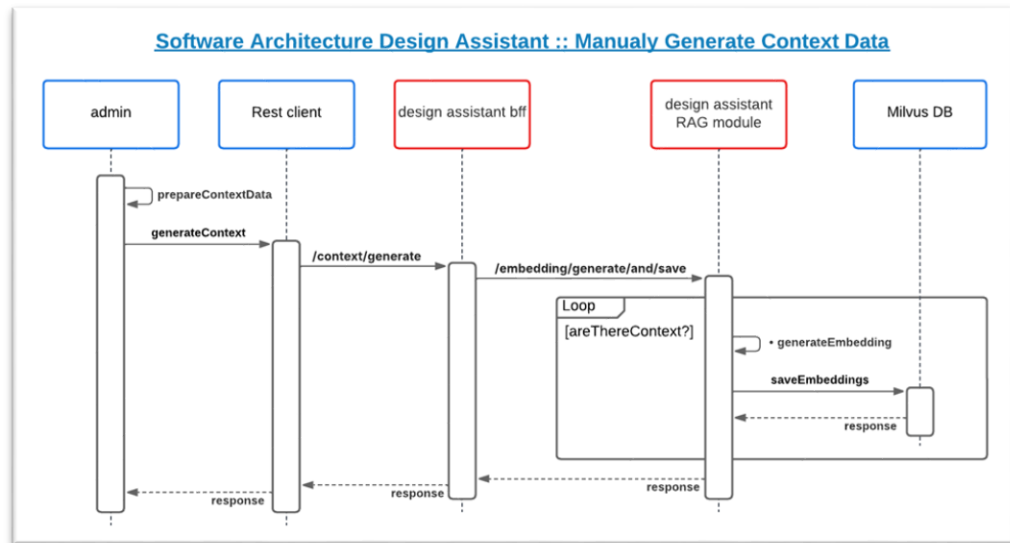 Software Architecture Design Assistant :: Manualy Generate Context Data
admin
Rest client
design assistant bff
design assistant
RAG module
Milvus DB
prepareContextData
generateContext
/context/generate
/embedding/generate/and/save
Loop
[areThereContext?]
• generateEmbedding
saveEmbeddings
response
response
response
response